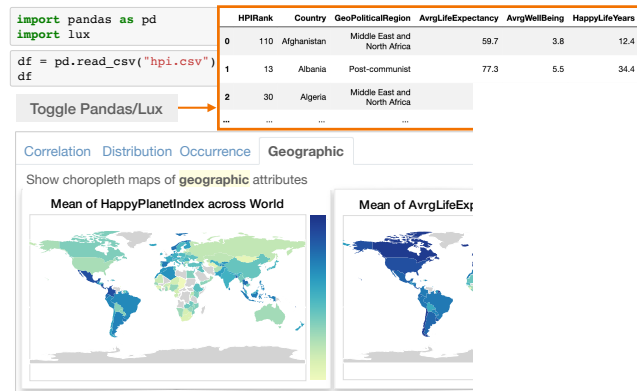 import pandas as pd
import lux
df = pd.read_csv("hpi.csv")
df
Toggle Pandas/Lux
HPIRank Country GeoPoliticalRegion AvrgLifeExpectancy AvrgWellBeing HappyLifeYears
0 110 Afghanistan Middle East and North Africa 59.7 3.8 12.4
1 13 Albania Post-communist 77.3 5.5 34.4
2 30 Algeria Middle East and North Africa
... ... ... ...
Correlation Distribution Occurrence Geographic
Show choropleth maps of geographic attributes
Mean of HappyPlanetIndex across World
Mean of AvrgLifeExp